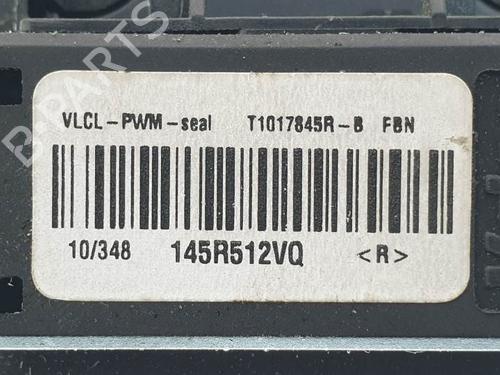 B-PARTS
VLCL-PWM-seal T1017845R-B FBN
10/348 145R512VQ <R>